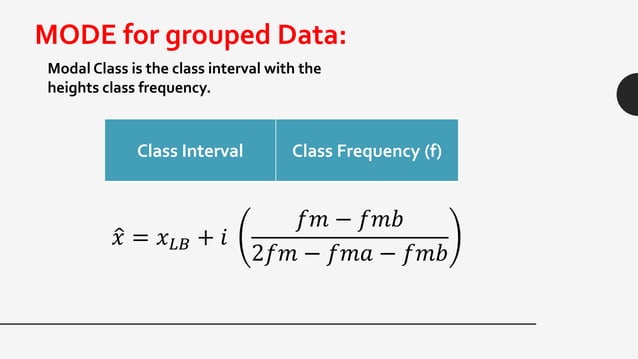 MODE for grouped Data:
Modal Class is the class interval with the
heights class frequency.
Class Interval Class Frequency (f)
x̂ = x_{LB} + i \left( \frac{fm − fmb}{2fm − fma − fmb} \right)